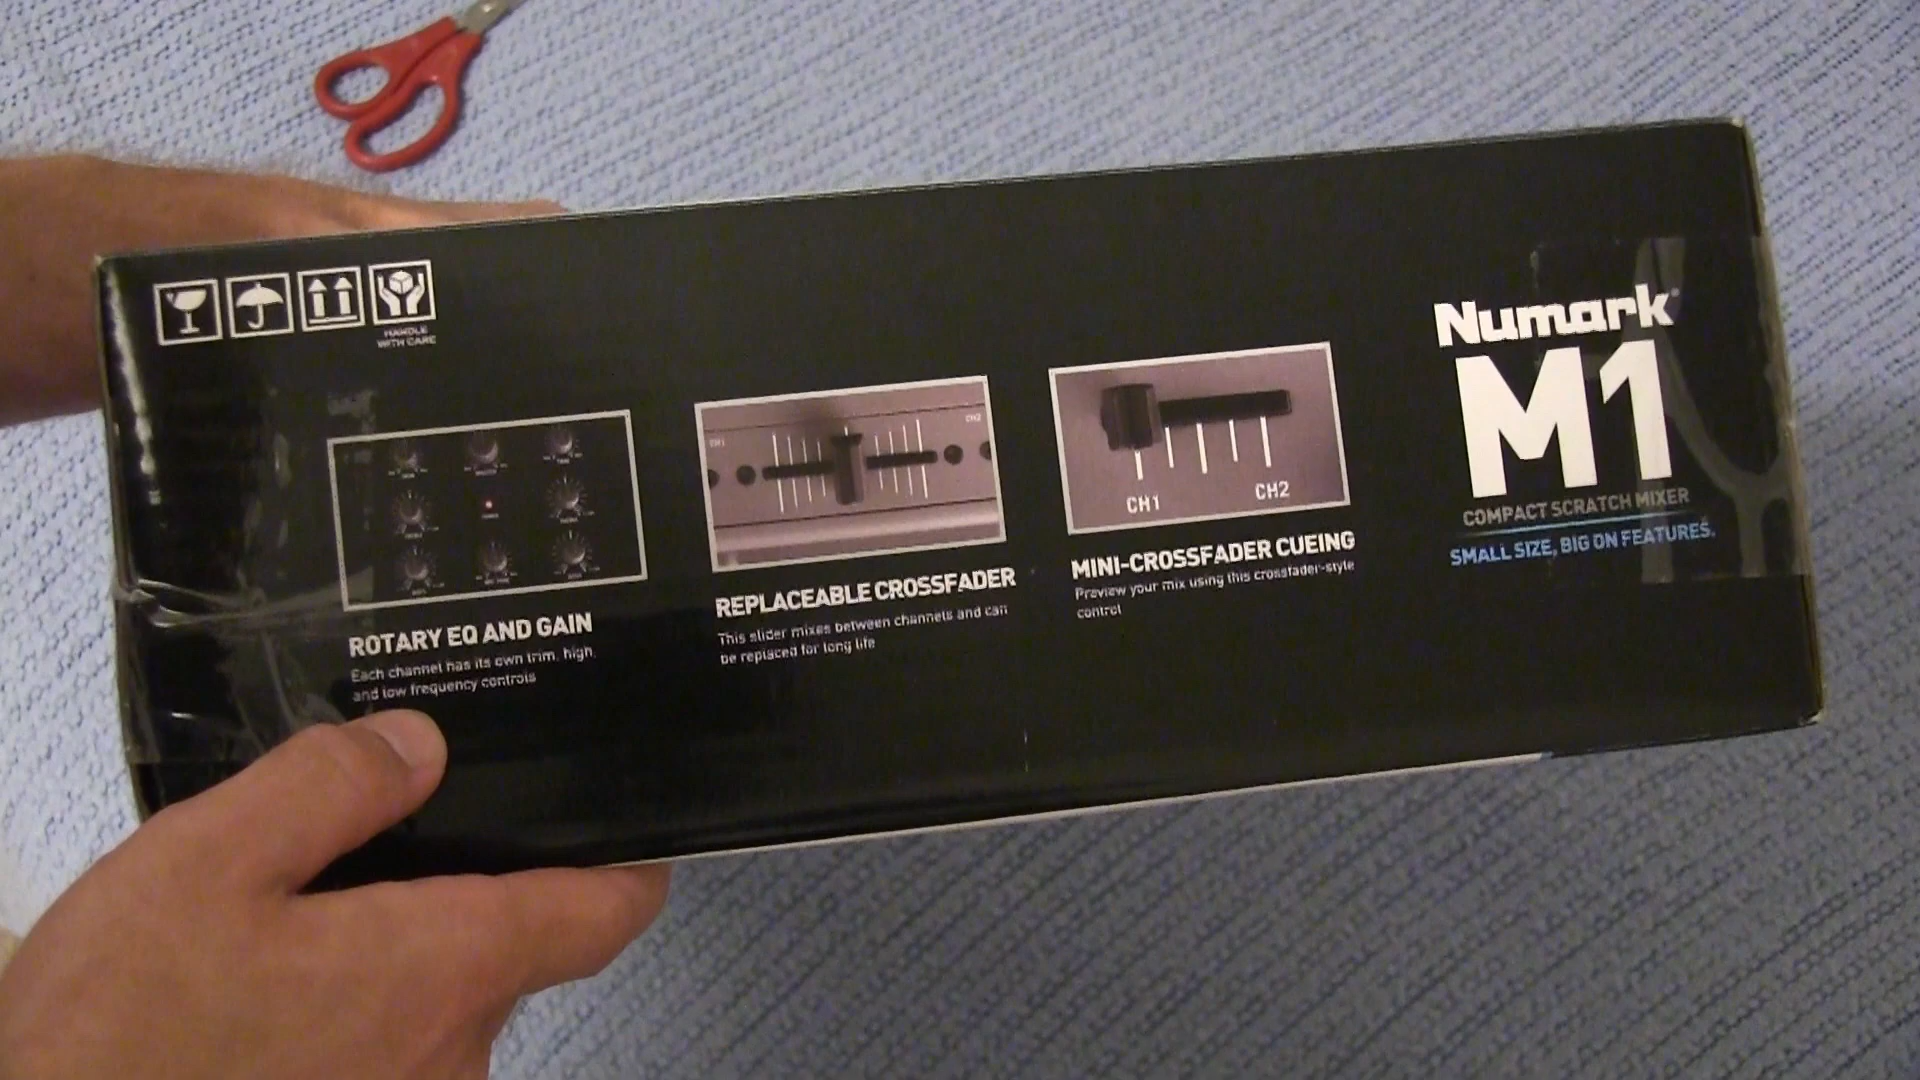 HANDLE
WITH CARE
CH1
CH2
ROTARY EQ AND GAIN
Each channel has its own trim, high,
and low frequency controls
REPLACEABLE CROSSFADER
This slider mixes between channels and can
be replaced for long life
CH1
CH2
MINI-CROSSFADER CUEING
Preview your mix using this crossfader-style
control
Numark
M1
COMPACT SCRATCH MIXER
SMALL SIZE, BIG ON FEATURES.